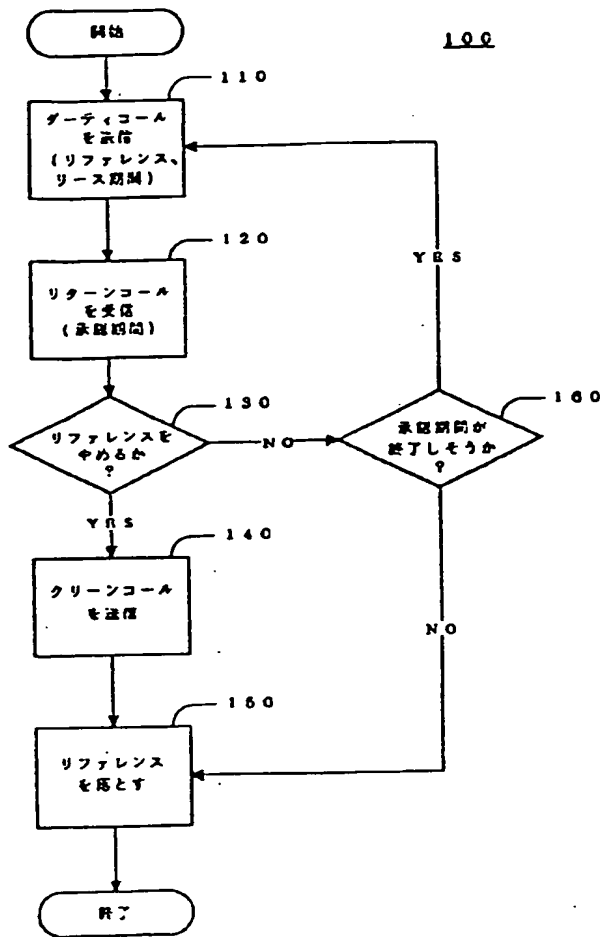 開始
100
110
ダーティコール
を送信
(リファレンス、
リース期間)
120
リターンコール
を受信
(承認期間)
130
リファレンスを
やめるか
?
NO
YES
160
承認期間が
終了しそうか
?
YES
NO
140
クリーンコール
を送信
150
リファレンス
を落とす
終了